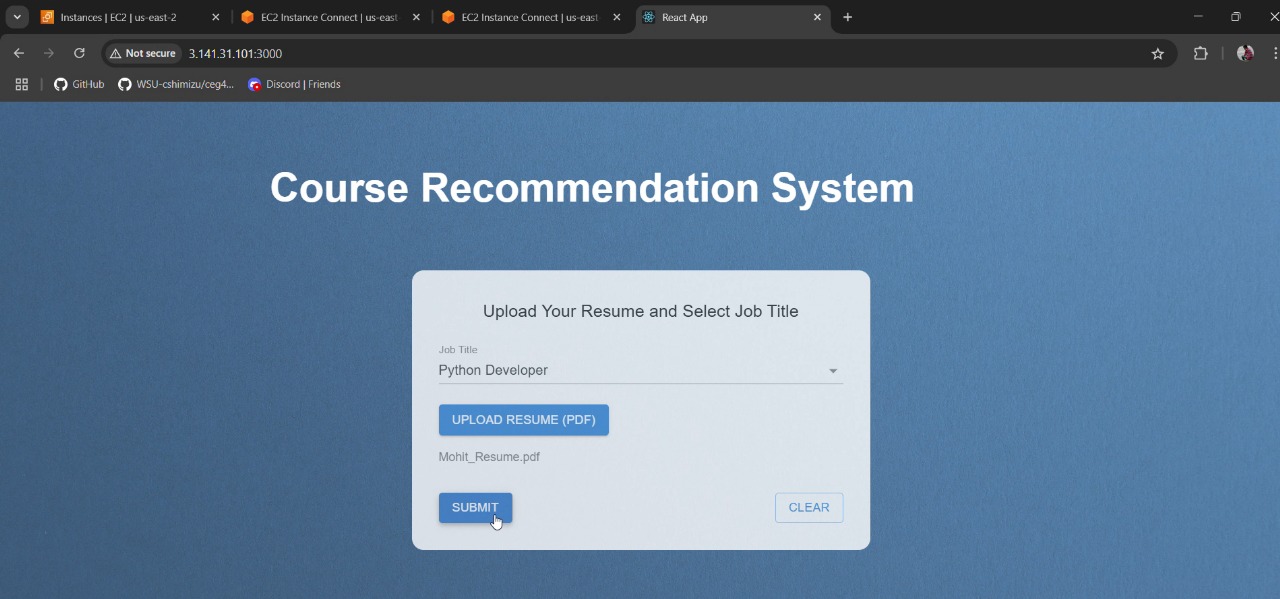 Instances | EC2 | us-east-2
EC2 Instance Connect | us-east
EC2 Instance Connect | us-east
React App
Not secure
3.141.31.101:3000
GitHub
WSU-cshimizu/ceg4...
Discord | Friends
Course Recommendation System
Upload Your Resume and Select Job Title
Job Title
Python Developer
UPLOAD RESUME (PDF)
Mohit_Resume.pdf
SUBMIT
CLEAR